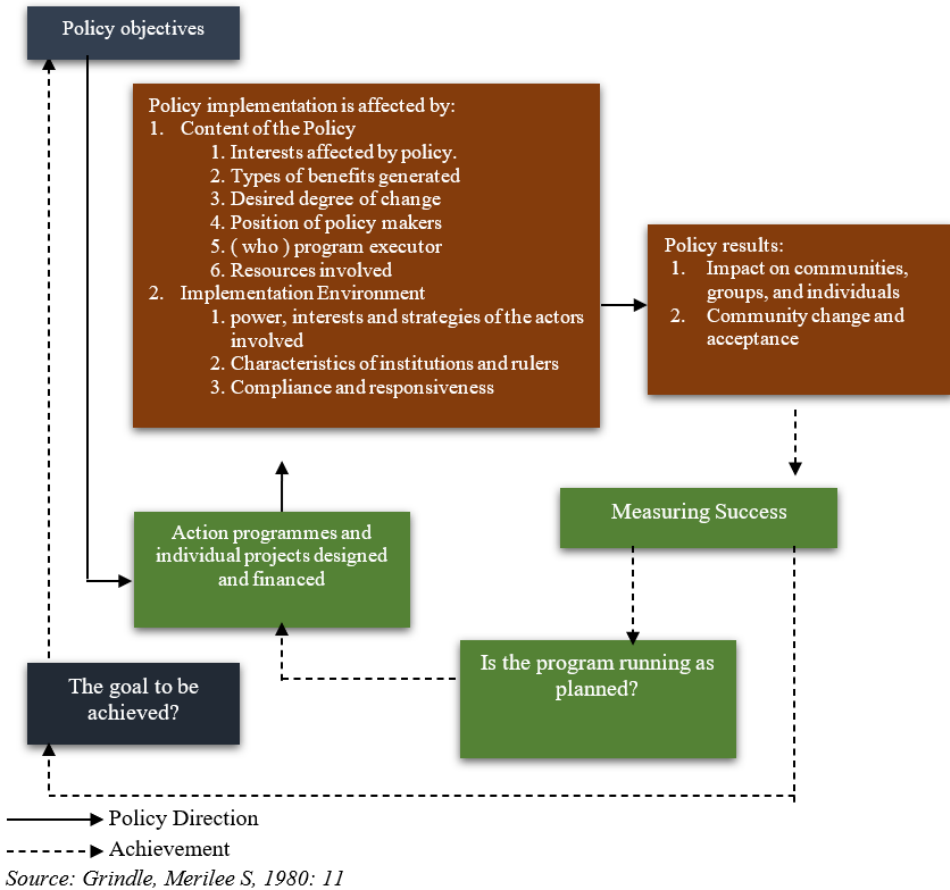 Policy objectives
Policy implementation is affected by:
1. Content of the Policy
1. Interests affected by policy.
2. Types of benefits generated
3. Desired degree of change
4. Position of policy makers
5. ( who ) program executor
6. Resources involved
2. Implementation Environment
1. power, interests and strategies of the actors
involved
2. Characteristics of institutions and rulers
3. Compliance and responsiveness
Policy results:
1. Impact on communities,
groups, and individuals
2. Community change and
acceptance
Measuring Success
Action programmes and
individual projects designed
and financed
Is the program running as
planned?
The goal to be
achieved?
Policy Direction
Achievement
Source: Grindle, Merilee S, 1980: 11